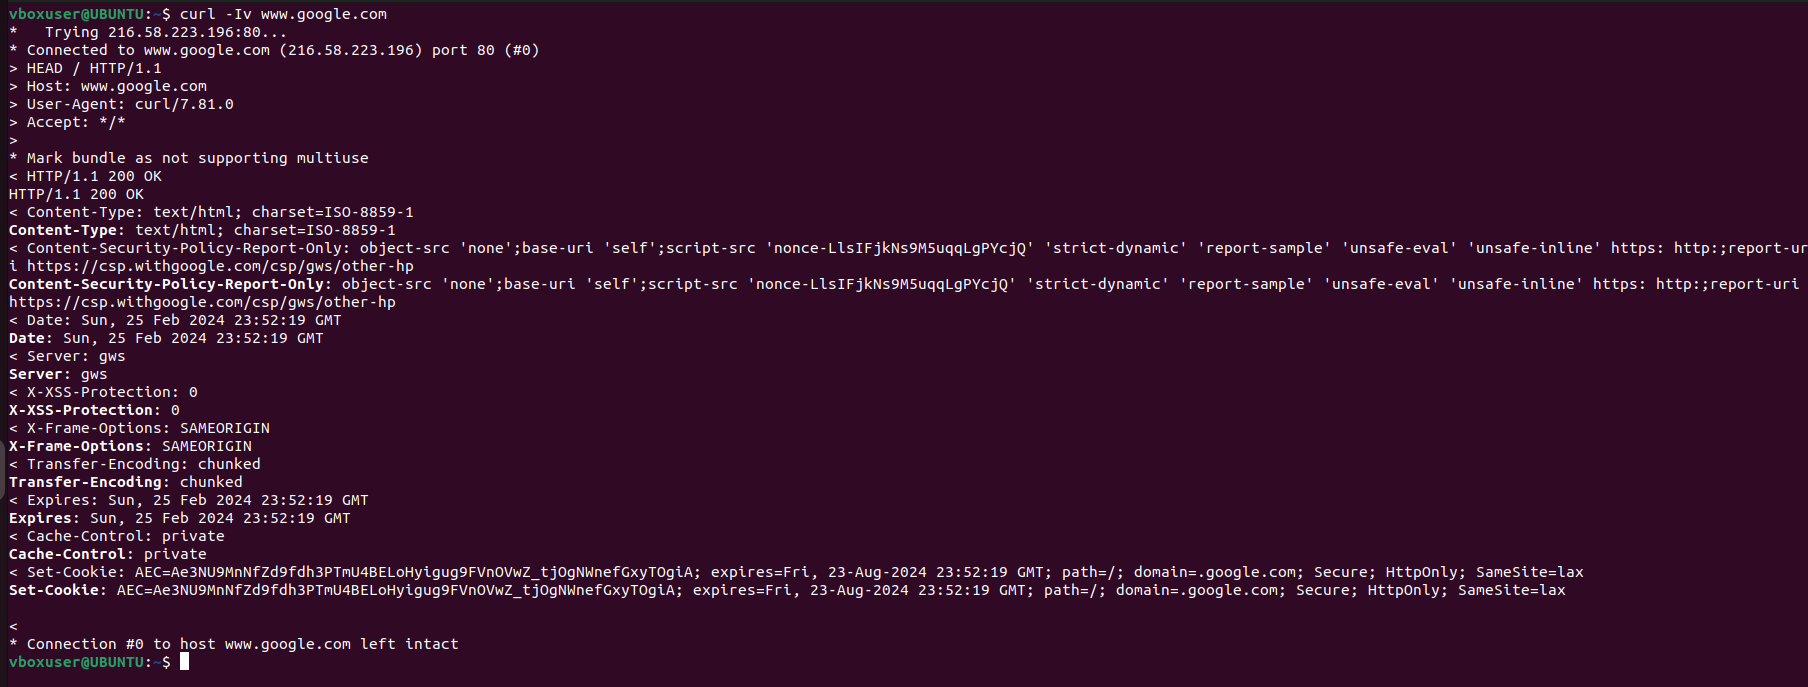 vboxuser@UBUNTU:~$ curl -Iv www.google.com
*   Trying 216.58.223.196:80...
* Connected to www.google.com (216.58.223.196) port 80 (#0)
> HEAD / HTTP/1.1
> Host: www.google.com
> User-Agent: curl/7.81.0
> Accept: */*
>
* Mark bundle as not supporting multiuse
< HTTP/1.1 200 OK
HTTP/1.1 200 OK
< Content-Type: text/html; charset=ISO-8859-1
Content-Type: text/html; charset=ISO-8859-1
< Content-Security-Policy-Report-Only: object-src 'none';base-uri 'self';script-src 'nonce-LlsIFjkNs9M5uqqLgPYcjQ' 'strict-dynamic' 'report-sample' 'unsafe-eval' 'unsafe-inline' https: http:;report-ur
i https://csp.withgoogle.com/csp/gws/other-hp
Content-Security-Policy-Report-Only: object-src 'none';base-uri 'self';script-src 'nonce-LlsIFjkNs9M5uqqLgPYcjQ' 'strict-dynamic' 'report-sample' 'unsafe-eval' 'unsafe-inline' https: http:;report-uri
https://csp.withgoogle.com/csp/gws/other-hp
< Date: Sun, 25 Feb 2024 23:52:19 GMT
Date: Sun, 25 Feb 2024 23:52:19 GMT
< Server: gws
Server: gws
< X-XSS-Protection: 0
X-XSS-Protection: 0
< X-Frame-Options: SAMEORIGIN
X-Frame-Options: SAMEORIGIN
< Transfer-Encoding: chunked
Transfer-Encoding: chunked
< Expires: Sun, 25 Feb 2024 23:52:19 GMT
Expires: Sun, 25 Feb 2024 23:52:19 GMT
< Cache-Control: private
Cache-Control: private
< Set-Cookie: AEC=Ae3NU9MnNfZd9fdh3PTmU4BELoHyigug9FVnOVwZ_tjOgNWnefGxyTOgiA; expires=Fri, 23-Aug-2024 23:52:19 GMT; path=/; domain=.google.com; Secure; HttpOnly; SameSite=lax
Set-Cookie: AEC=Ae3NU9MnNfZd9fdh3PTmU4BELoHyigug9FVnOVwZ_tjOgNWnefGxyTOgiA; expires=Fri, 23-Aug-2024 23:52:19 GMT; path=/; domain=.google.com; Secure; HttpOnly; SameSite=lax

<
* Connection #0 to host www.google.com left intact
vboxuser@UBUNTU:~$